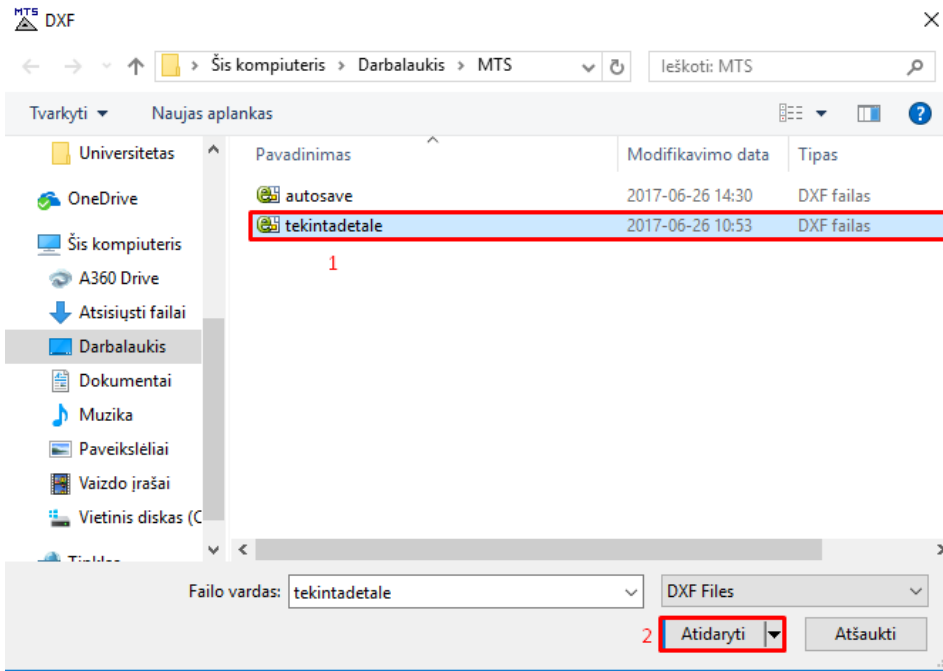 MTS DXF
Šis kompiuteris > Darbalaukis > MTS
Ieškoti: MTS
Tvarkyti
Naujas aplankas
Universitetas
OneDrive
Šis kompiuteris
A360 Drive
Atsisiųsti failai
Darbalaukis
Dokumentai
Muzika
Paveikslėliai
Vaizdo įrašai
Vietinis diskas (C
Pavadinimas Modifikavimo data Tipas
autosave 2017-06-26 14:30 DXF failas
tekintadetale 2017-06-26 10:53 DXF failas
1
Failo vardas: tekintadetale DXF Files
2 Atidaryti Atšaukti